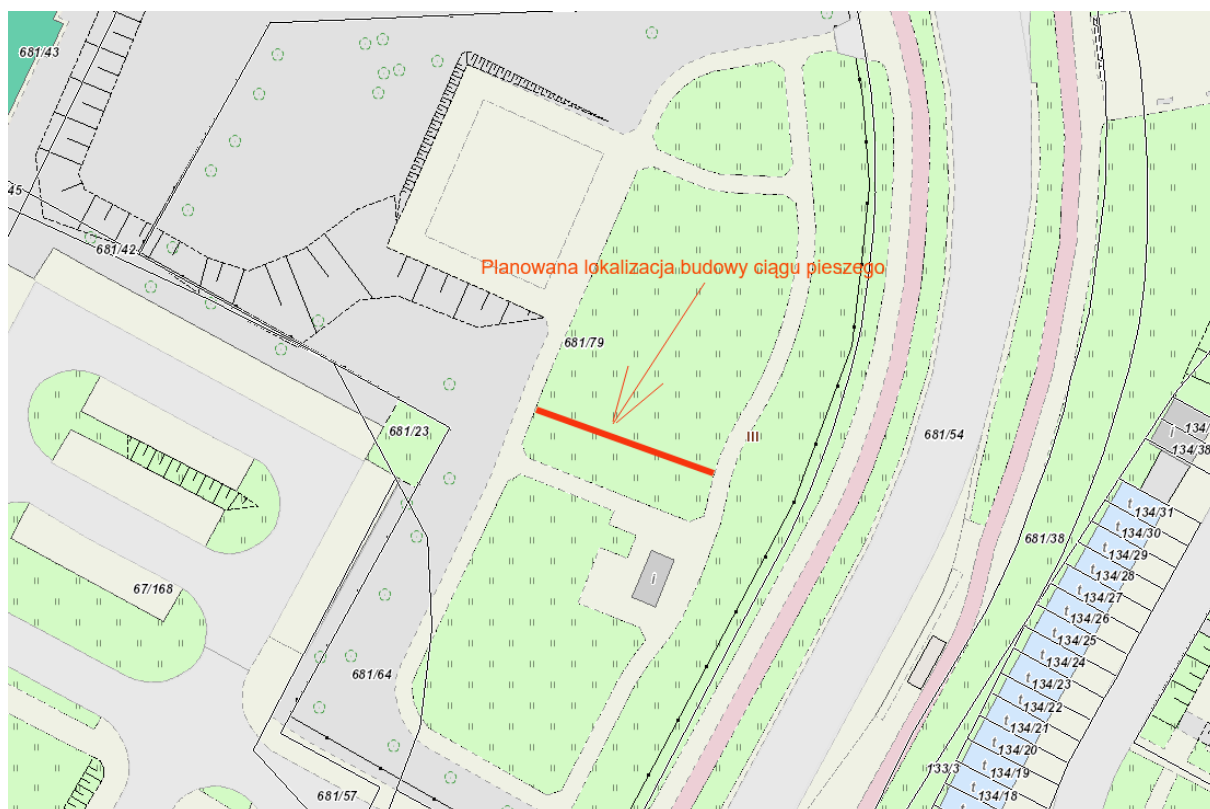 681/43
45
681/42
Planowana lokalizacja budowy ciągu pieszego
681/79
681/23
III
681/54
134/
i
134/38
t 134/31
t 134/30
t 134/29
t 134/28
t 134/27
t 134/26
t 134/25
t 134/24
t 134/23
t 134/22
t 134/21
t 134/20
t 134/19
t 134/18
681/38
i
67/168
681/64
133/3
681/57